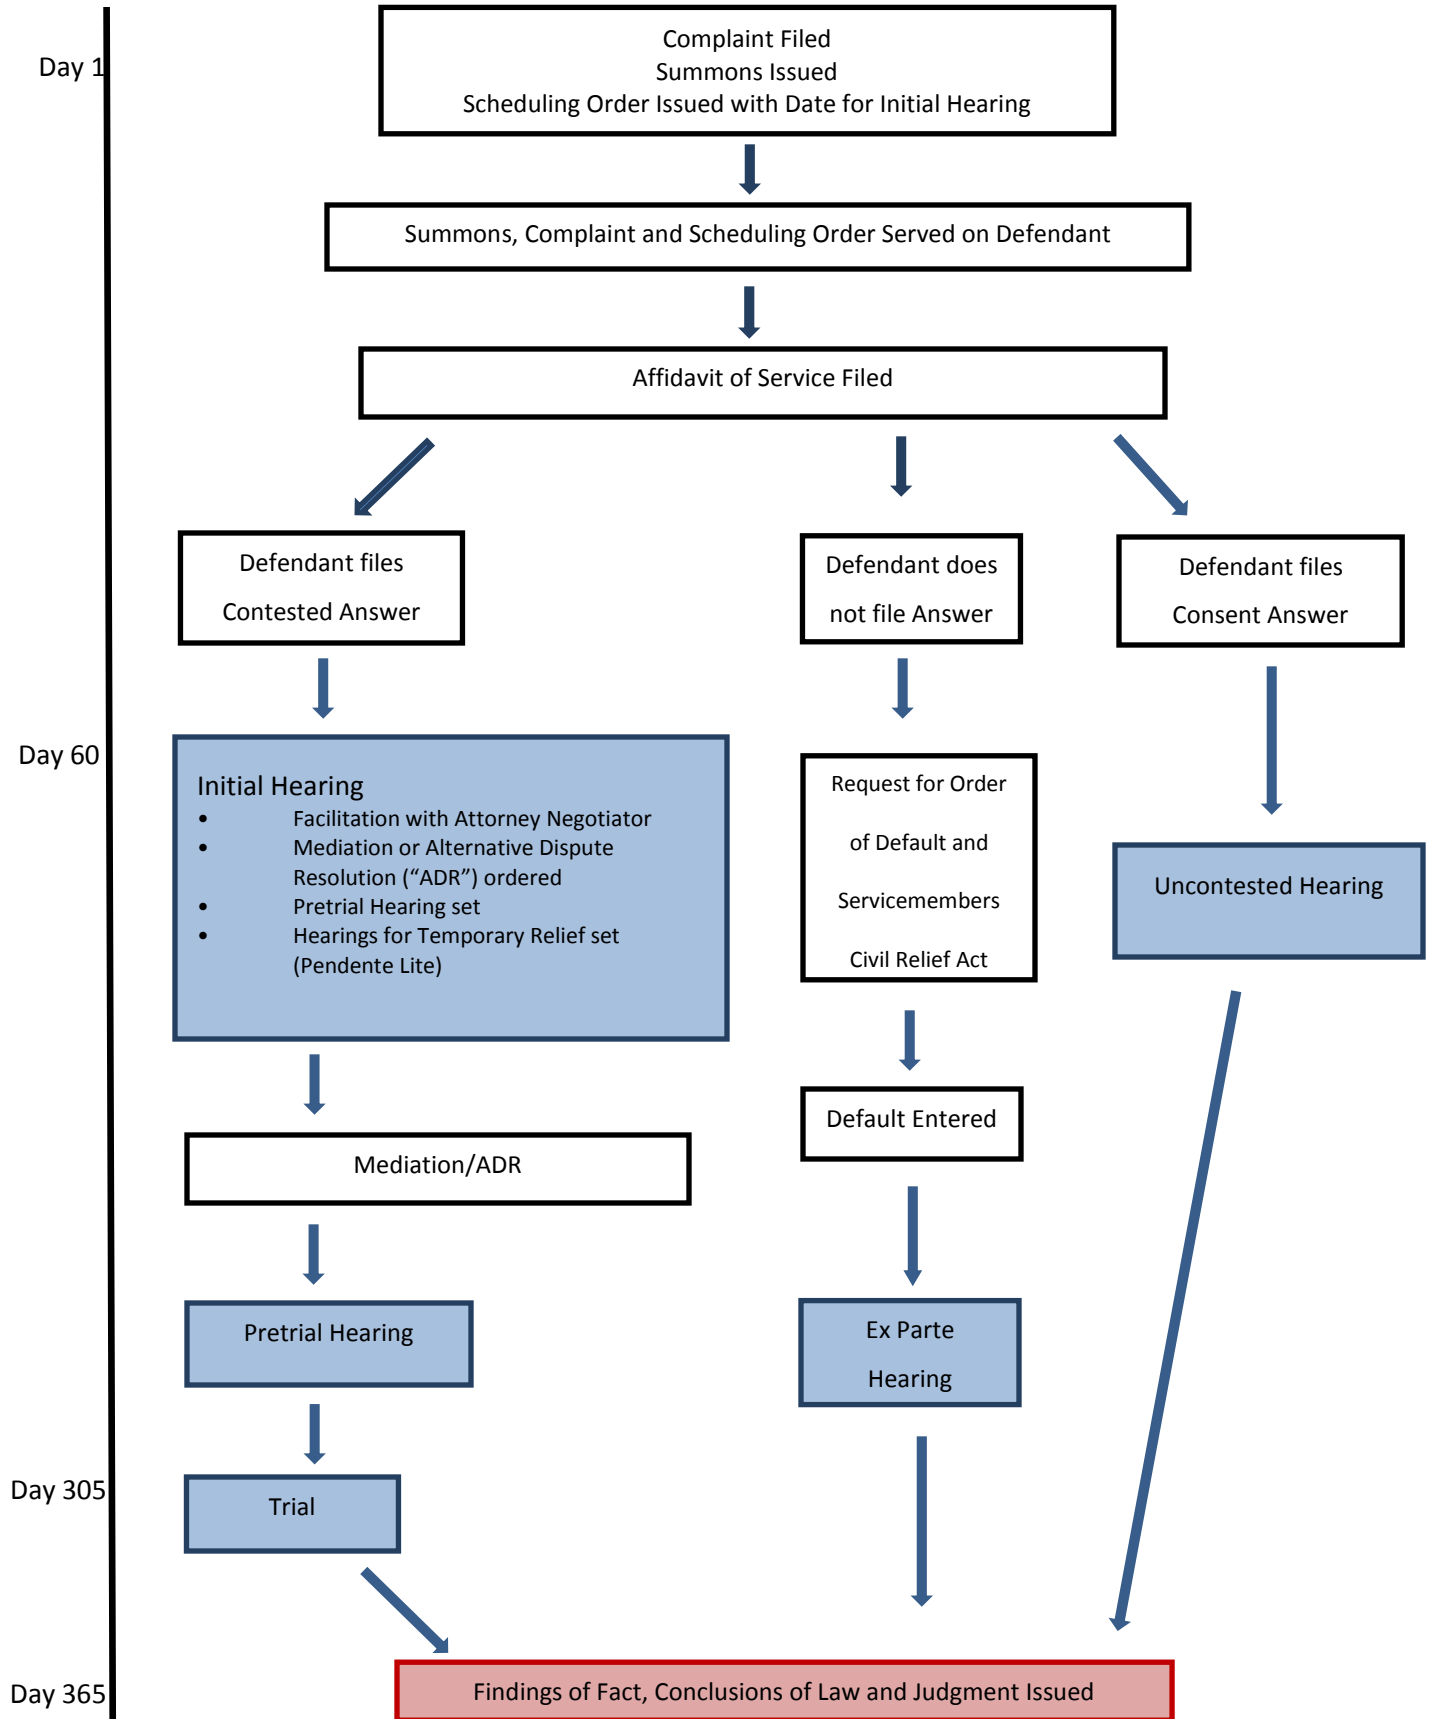 Day 1
Complaint Filed
Summons Issued
Scheduling Order Issued with Date for Initial Hearing
Summons, Complaint and Scheduling Order Served on Defendant
Affidavit of Service Filed
Defendant files
Contested Answer
Defendant does
not file Answer
Defendant files
Consent Answer
Day 60
Initial Hearing
• Facilitation with Attorney Negotiator
• Mediation or Alternative Dispute
Resolution (“ADR”) ordered
• Pretrial Hearing set
• Hearings for Temporary Relief set
(Pendente Lite)
Request for Order
of Default and
Servicemembers
Civil Relief Act
Uncontested Hearing
Default Entered
Mediation/ADR
Pretrial Hearing
Ex Parte
Hearing
Day 305
Trial
Day 365
Findings of Fact, Conclusions of Law and Judgment Issued